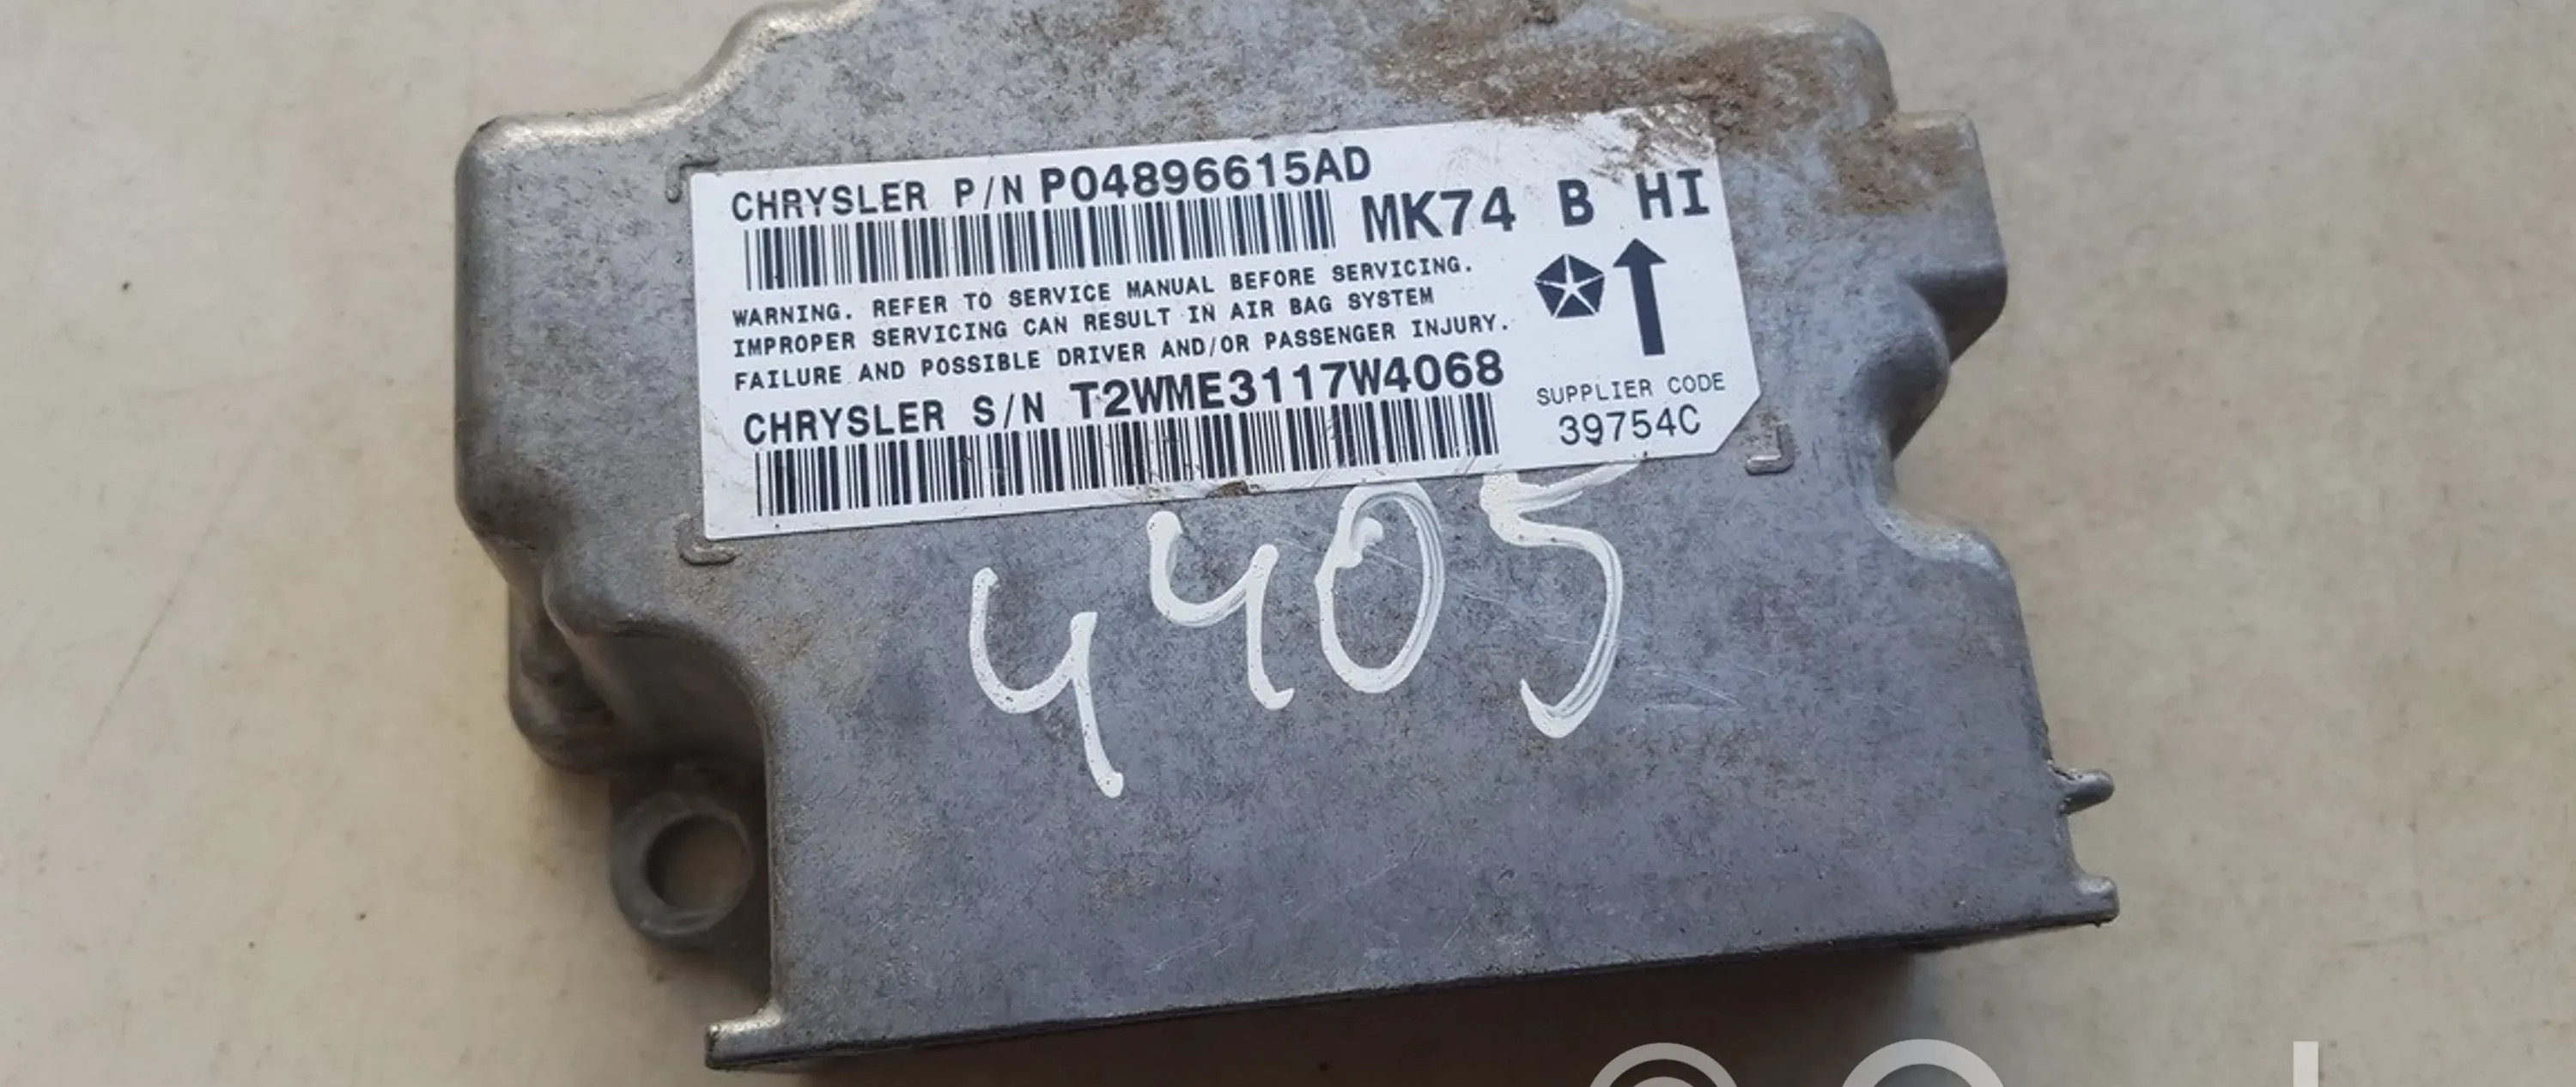 CHRYSLER P/N P04896615AD
MK74 B HI
WARNING. REFER TO SERVICE MANUAL BEFORE SERVICING.
IMPROPER SERVICING CAN RESULT IN AIR BAG SYSTEM
FAILURE AND POSSIBLE DRIVER AND/OR PASSENGER INJURY.
CHRYSLER S/N T2WME3117W4068
SUPPLIER CODE
39754C
4405